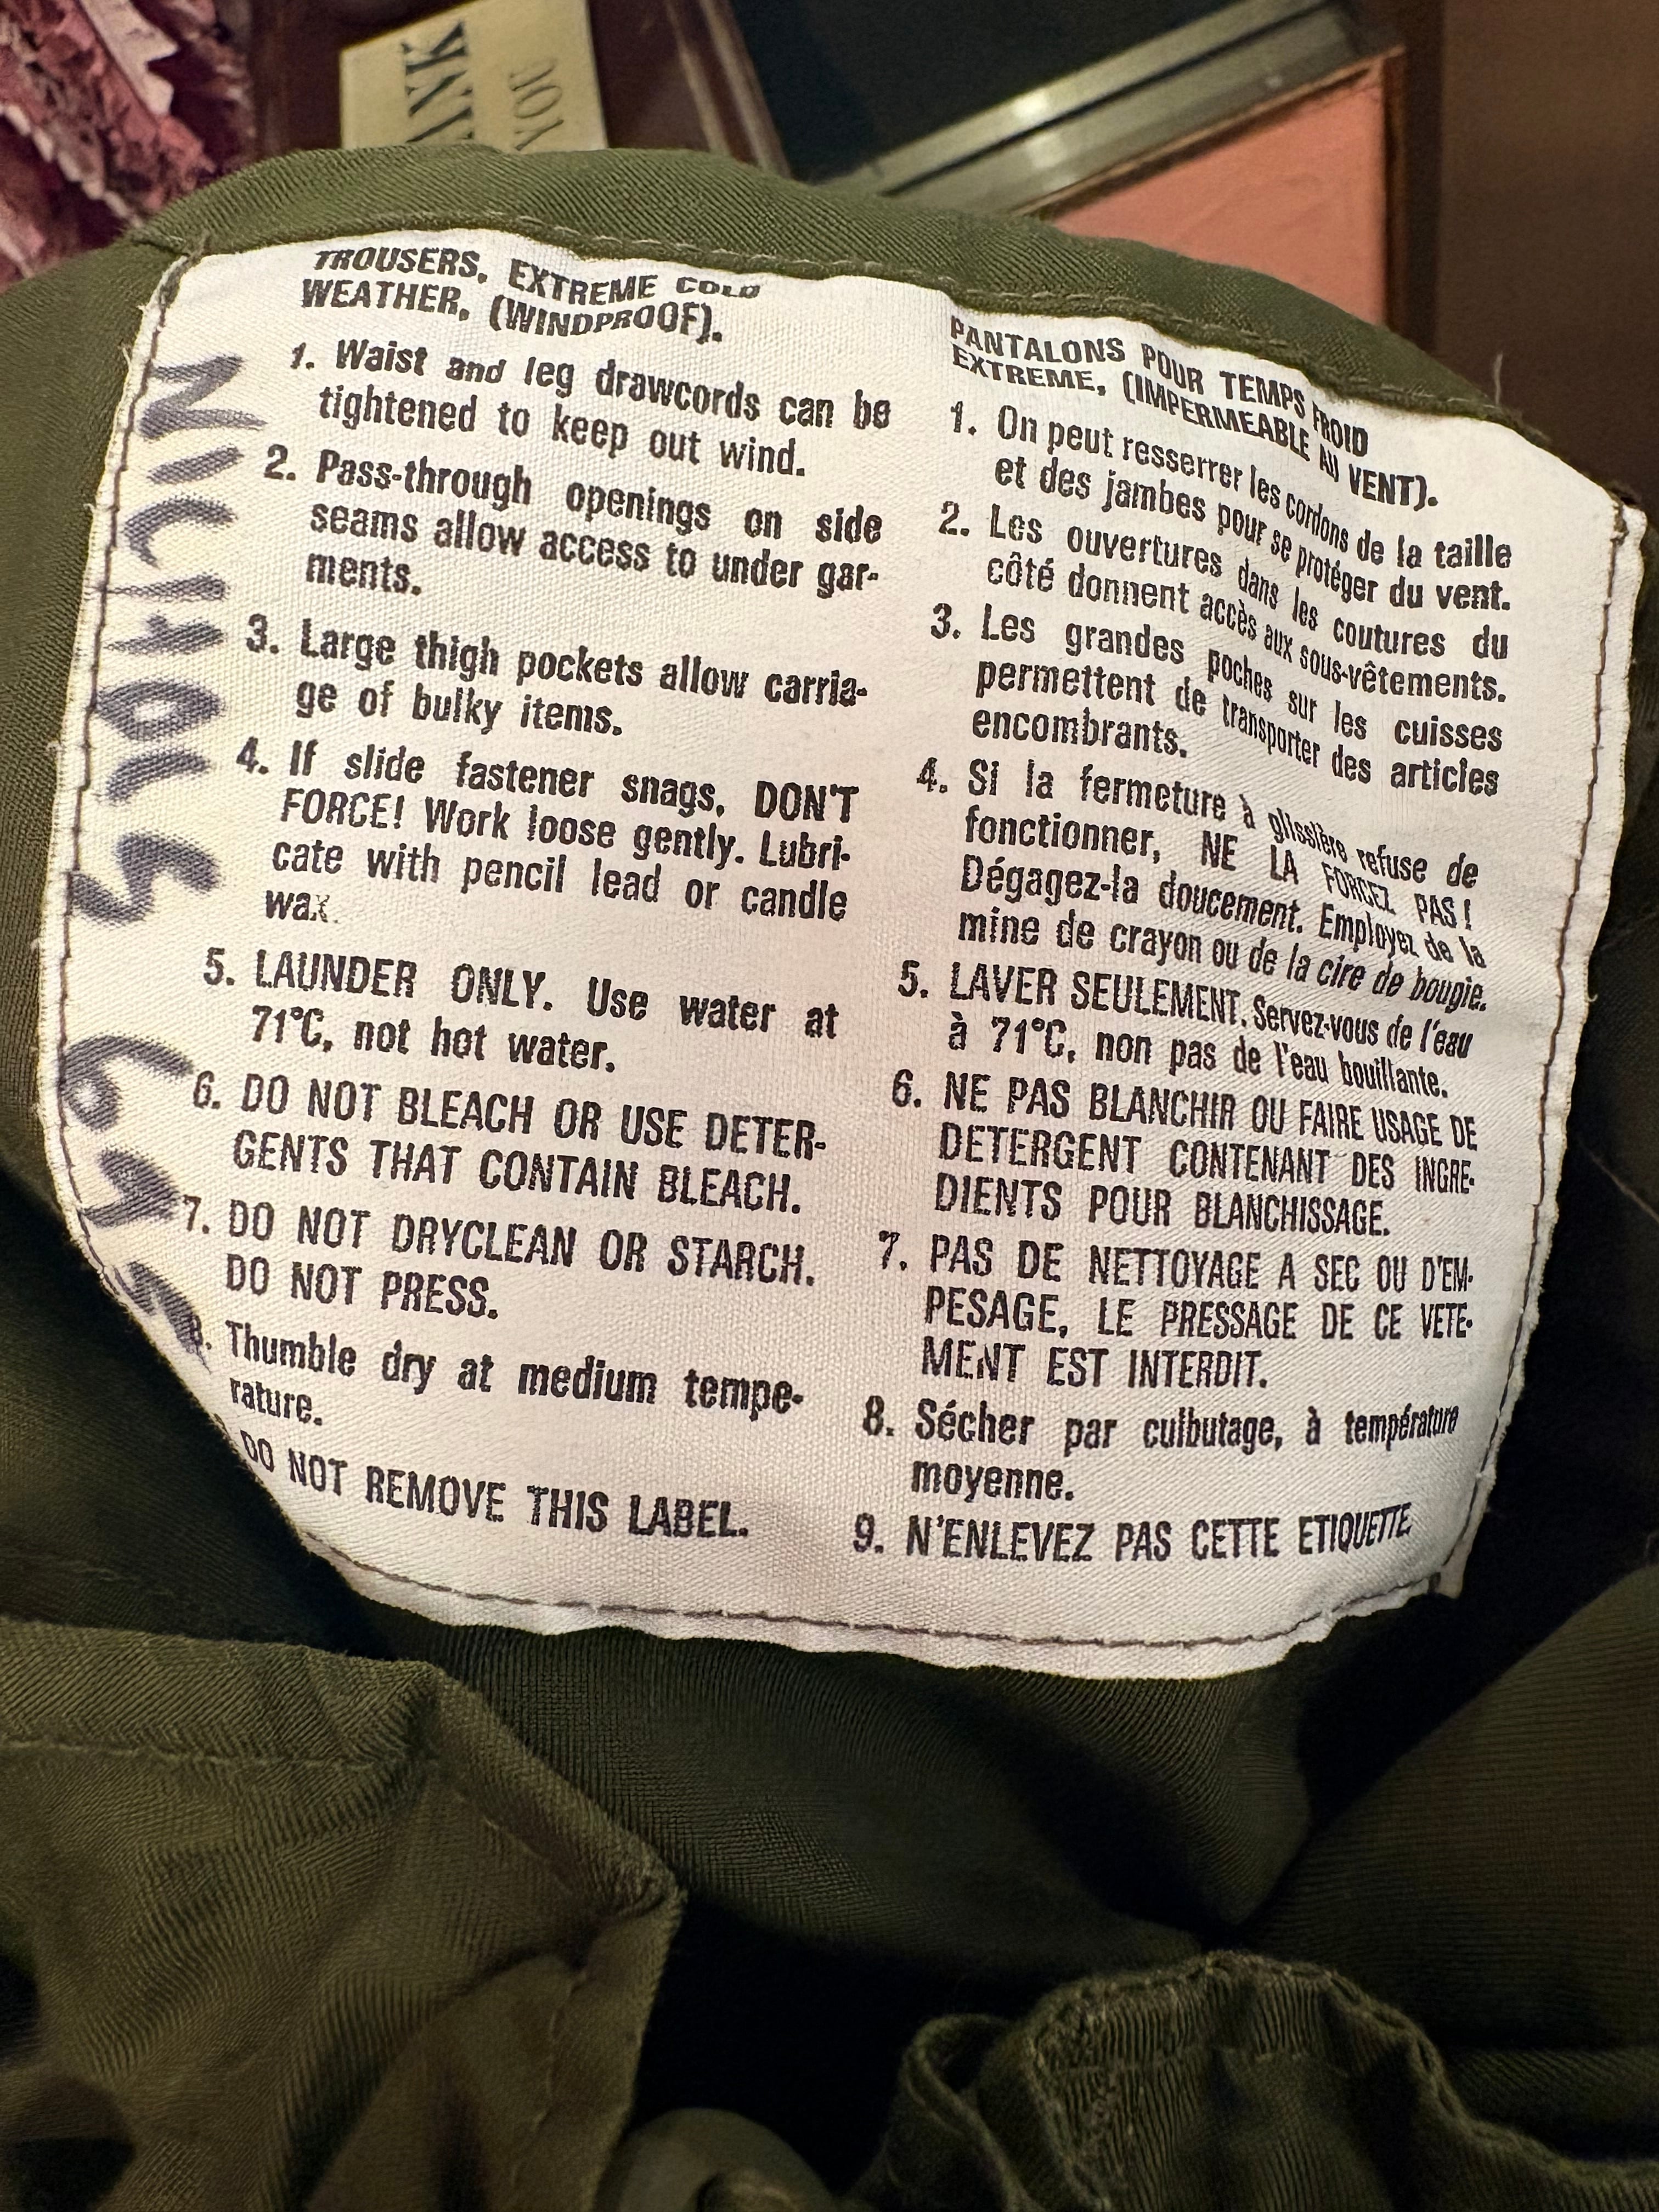 ANK
YOU
TROUSERS, EXTREME COLD
WEATHER, (WINDPROOF).
1. Waist and leg drawcords can be
tightened to keep out wind.
2. Pass-through openings on side
seams allow access to under gar-
ments.
3. Large thigh pockets allow carria-
ge of bulky items.
4. If slide fastener snags, DON'T
FORCE! Work loose gently. Lubri-
cate with pencil lead or candle
wax.
5. LAUNDER ONLY. Use water at
71°C, not hot water.
6. DO NOT BLEACH OR USE DETER-
GENTS THAT CONTAIN BLEACH.
7. DO NOT DRYCLEAN OR STARCH.
DO NOT PRESS.
8. Thumble dry at medium tempe-
rature.
DO NOT REMOVE THIS LABEL.
PANTALONS POUR TEMPS FROID
EXTREME, (IMPERMEABLE AU VENT).
1. On peut resserrer les cordons de la taille
et des jambes pour se protéger du vent.
2. Les ouvertures dans les coutures du
côté donnent accès aux sous-vêtements.
3. Les grandes poches sur les cuisses
permettent de transporter des articles
encombrants.
4. Si la fermeture à glissière refuse de
fonctionner, NE LA FORCEZ PAS !
Dégagez-la doucement. Employez de la
mine de crayon ou de la cire de bougie.
5. LAVER SEULEMENT. Servez-vous de l'eau
à 71°C, non pas de l'eau bouillante.
6. NE PAS BLANCHIR OU FAIRE USAGE DE
DETERGENT CONTENANT DES INGRE-
DIENTS POUR BLANCHISSAGE.
7. PAS DE NETTOYAGE A SEC OU D'EM-
PESAGE, LE PRESSAGE DE CE VETE-
MENT EST INTERDIT.
8. Sécher par culbutage, à température
moyenne.
9. N'ENLEVEZ PAS CETTE ETIQUETTE
NICHOLS